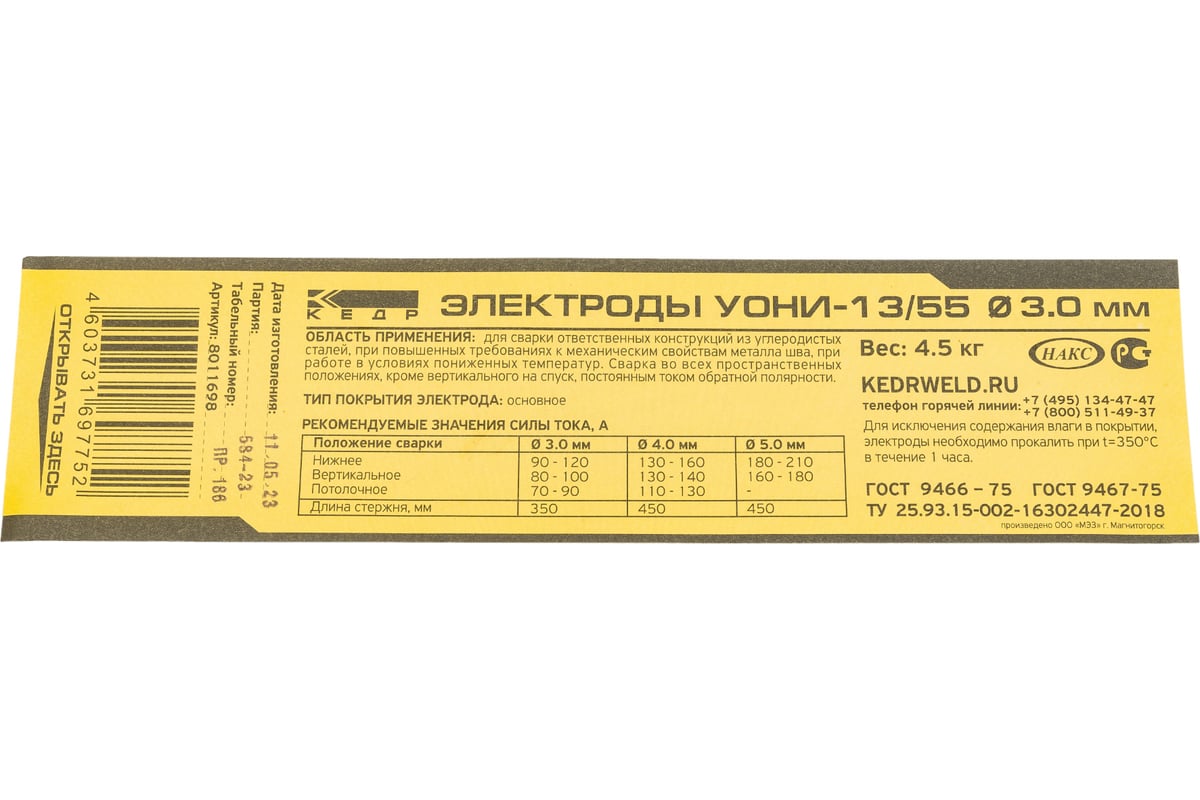 ОТКРЫВАТЬ ЗДЕСЬ
4 603731 697752
Артикул: 8011698
Табельный номер: ПР. 186
Партия: 584-23
Дата изготовления: 11.05.23
КЕДР
ЭЛЕКТРОДЫ УОНИ-13/55 Ø 3.0 мм
ОБЛАСТЬ ПРИМЕНЕНИЯ: для сварки ответственных конструкций из углеродистых
сталей, при повышенных требованиях к механическим свойствам металла шва, при
работе в условиях пониженных температур. Сварка во всех пространственных
положениях, кроме вертикального на спуск, постоянным током обратной полярности.
ТИП ПОКРЫТИЯ ЭЛЕКТРОДА: основное
РЕКОМЕНДУЕМЫЕ ЗНАЧЕНИЯ СИЛЫ ТОКА, А
Положение сварки Ø 3.0 мм Ø 4.0 мм Ø 5.0 мм
Нижнее 90 - 120 130 - 160 180 - 210
Вертикальное 80 - 100 130 - 140 160 - 180
Потолочное 70 - 90 110 - 130 -
Длина стержня, мм 350 450 450
Вес: 4.5 кг
НАКС
РСТ
KEDRWELD.RU
телефон горячей линии: +7 (495) 134-47-47
+7 (800) 511-49-37
Для исключения содержания влаги в покрытии,
электроды необходимо прокалить при t=350°C
в течение 1 часа.
ГОСТ 9466 - 75 ГОСТ 9467-75
ТУ 25.93.15-002-16302447-2018
произведено ООО «МЭЗ» г. Магнитогорск